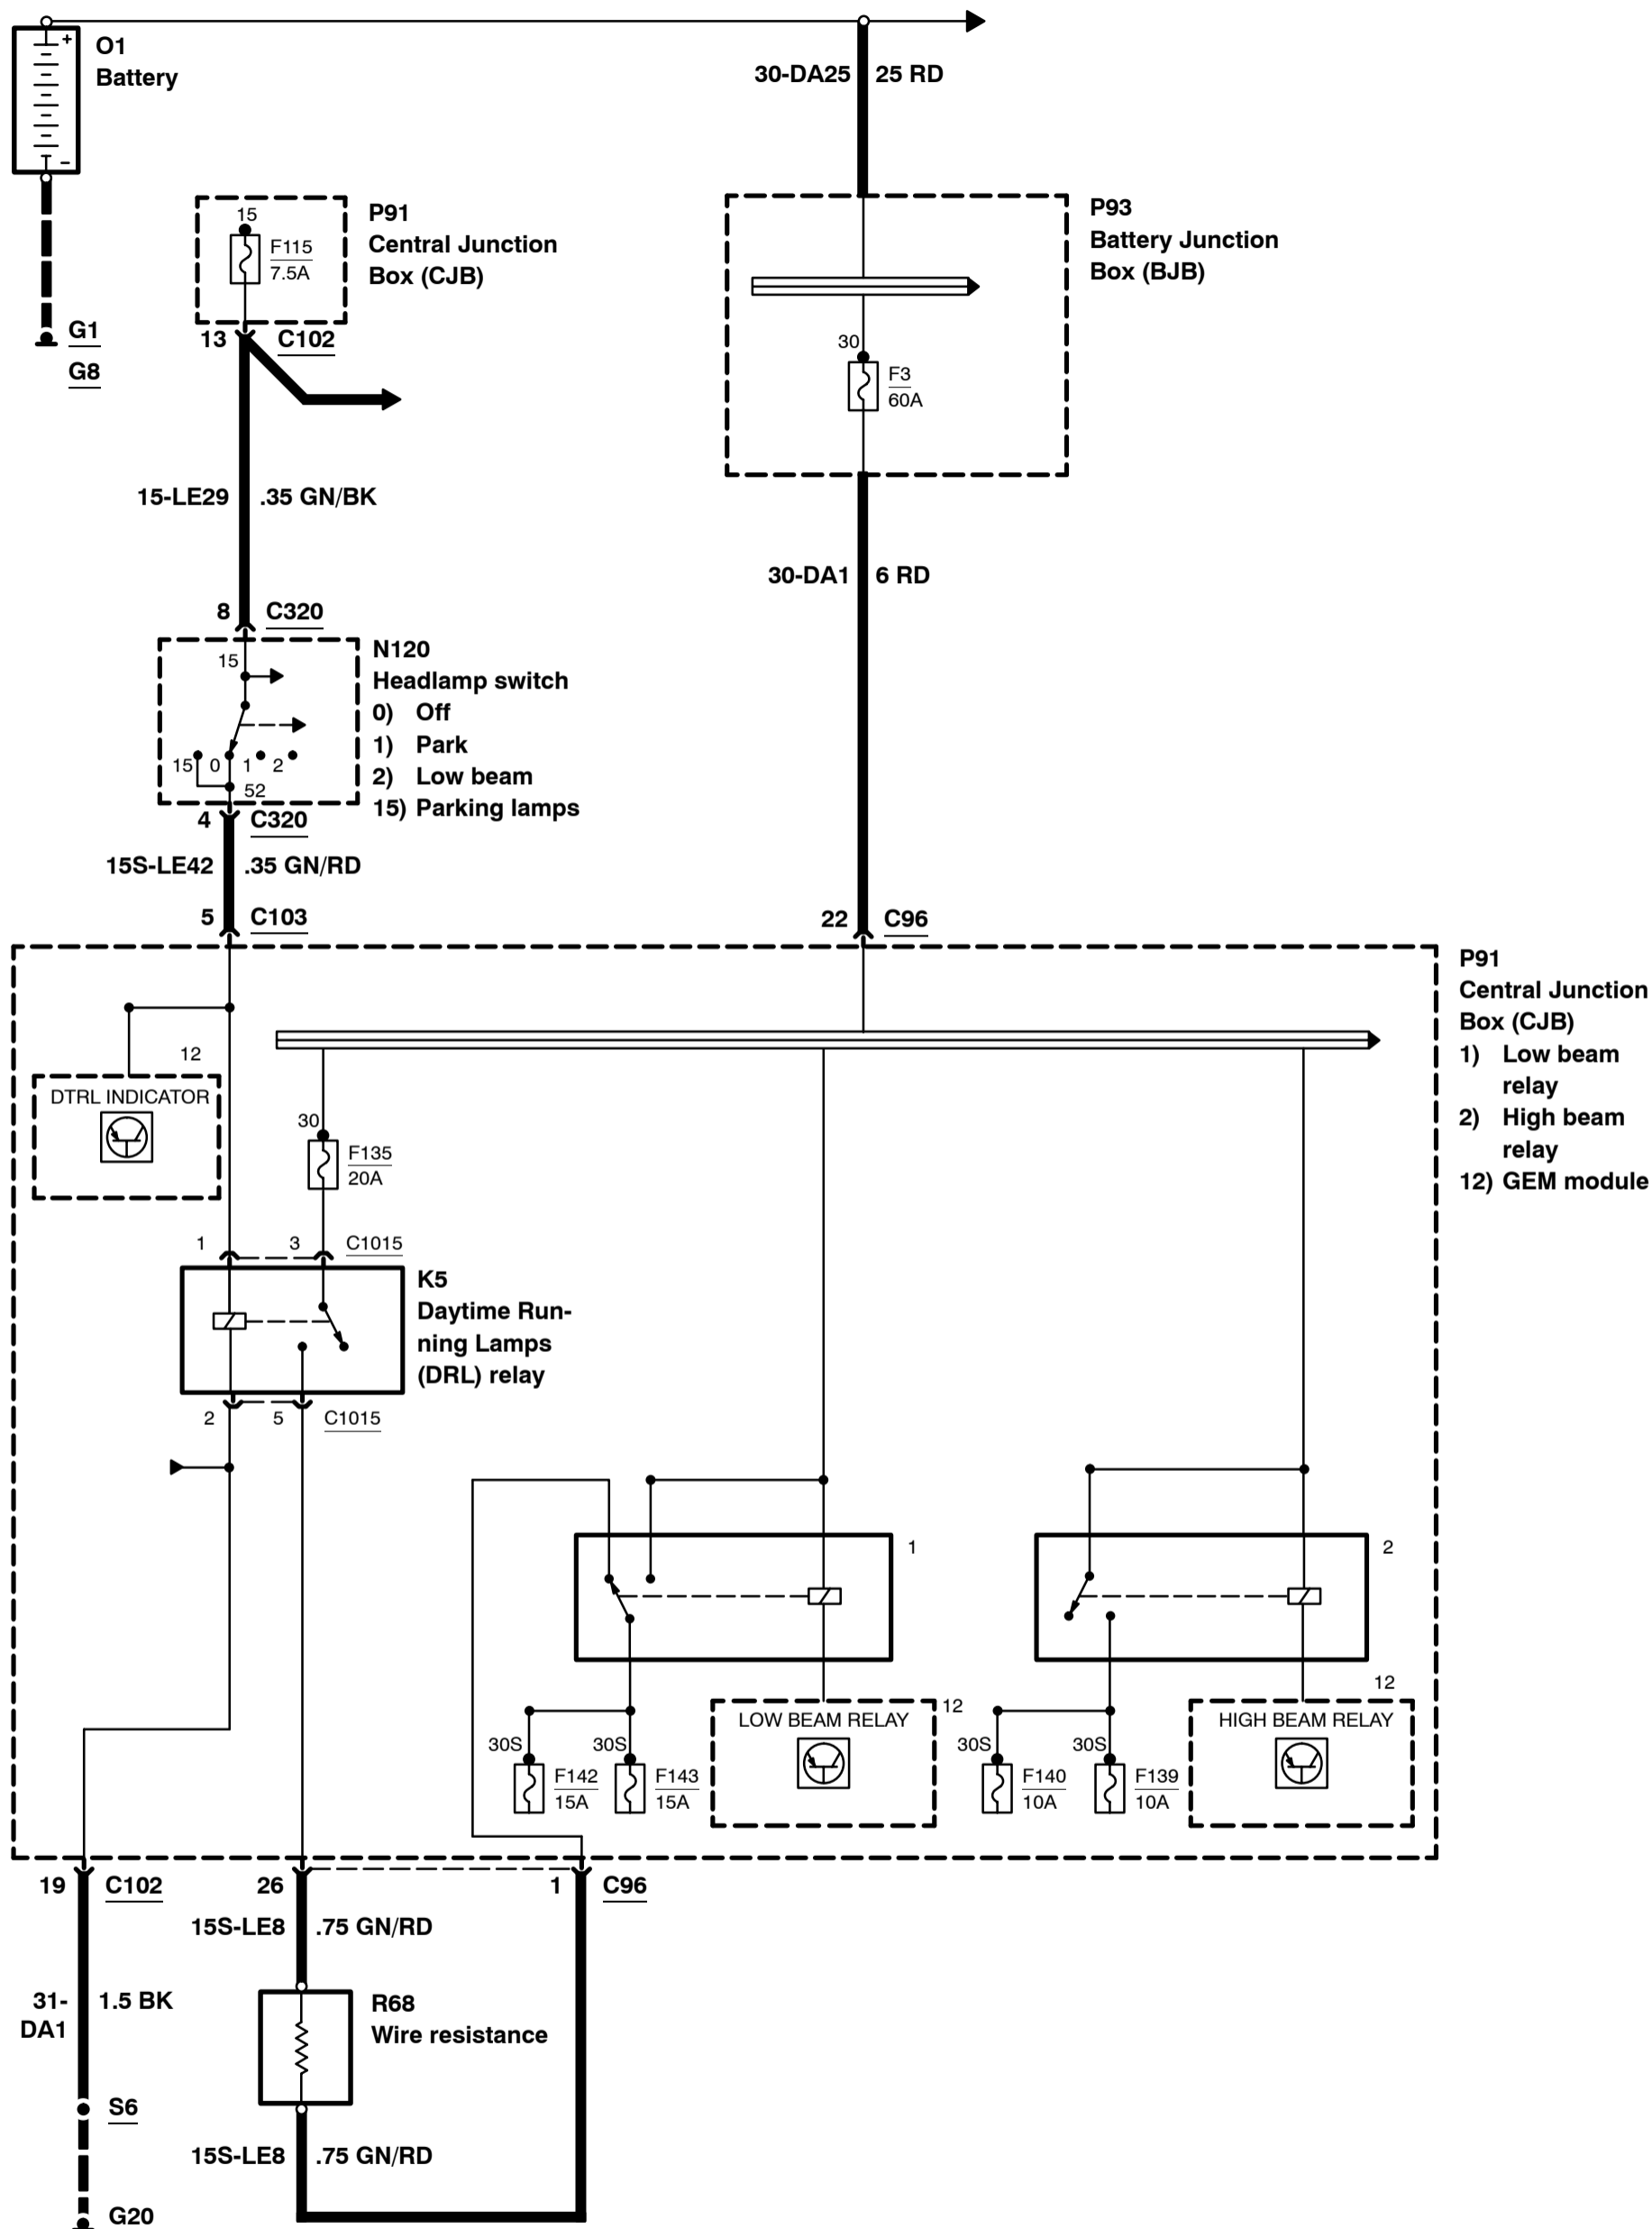 +
O1
Battery
−
30-DA25 25 RD
15
F115
7.5A
P91
Central Junction
Box (CJB)
P93
Battery Junction
Box (BJB)
G1
G8
13 C102
30
F3
60A
15-LE29 .35 GN/BK
30-DA1 6 RD
8 C320
15
15 0 1 2
52
N120
Headlamp switch
0) Off
1) Park
2) Low beam
15) Parking lamps
4 C320
15S-LE42 .35 GN/RD
5 C103
22 C96
P91
Central Junction
Box (CJB)
1) Low beam
relay
2) High beam
relay
12) GEM module
12
DTRL INDICATOR
30
F135
20A
1 3 C1015
K5
Daytime Run-
ning Lamps
(DRL) relay
2 5 C1015
1
2
12
LOW BEAM RELAY
12
HIGH BEAM RELAY
30S
F142
15A
30S
F143
15A
30S
F140
10A
30S
F139
10A
19 C102
26
1 C96
15S-LE8 .75 GN/RD
31-
DA1
1.5 BK
R68
Wire resistance
S6
15S-LE8 .75 GN/RD
G20